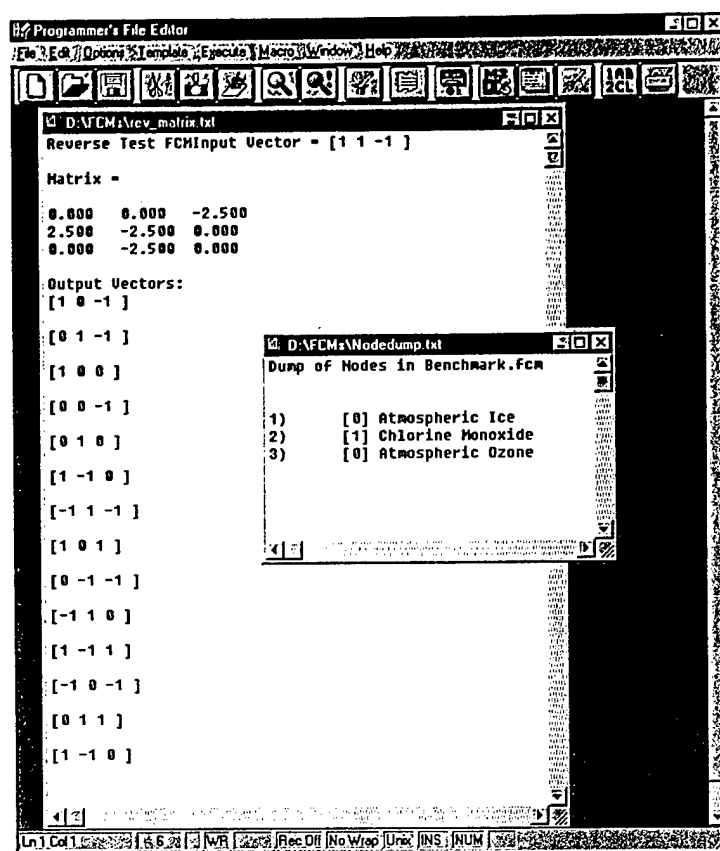 Programmer's File Editor
File Edit Options Template Execute Macro Window Help
D:\FCMs\rev_matrix.txt
Reverse Test FCMInput Vector = [1 1 -1 ]
Matrix =
0.000 0.000 -2.500
2.500 -2.500 0.000
0.000 -2.500 0.000
Output Vectors:
[1 0 -1 ]
[0 1 -1 ]
[1 0 0 ]
[0 0 -1 ]
[0 1 0 ]
[1 -1 0 ]
[-1 1 -1 ]
[1 0 1 ]
[0 -1 -1 ]
[-1 1 0 ]
[1 -1 1 ]
[-1 0 -1 ]
[0 1 1 ]
[1 -1 0 ]
D:\FCMs\Nodedump.txt
Dump of Nodes in Benchmark.fcm
1) [0] Atmospheric Ice
2) [1] Chlorine Monoxide
3) [0] Atmospheric Ozone
Ln 1 Col 1 WR Rec Off No Wrap Unix INS NUM